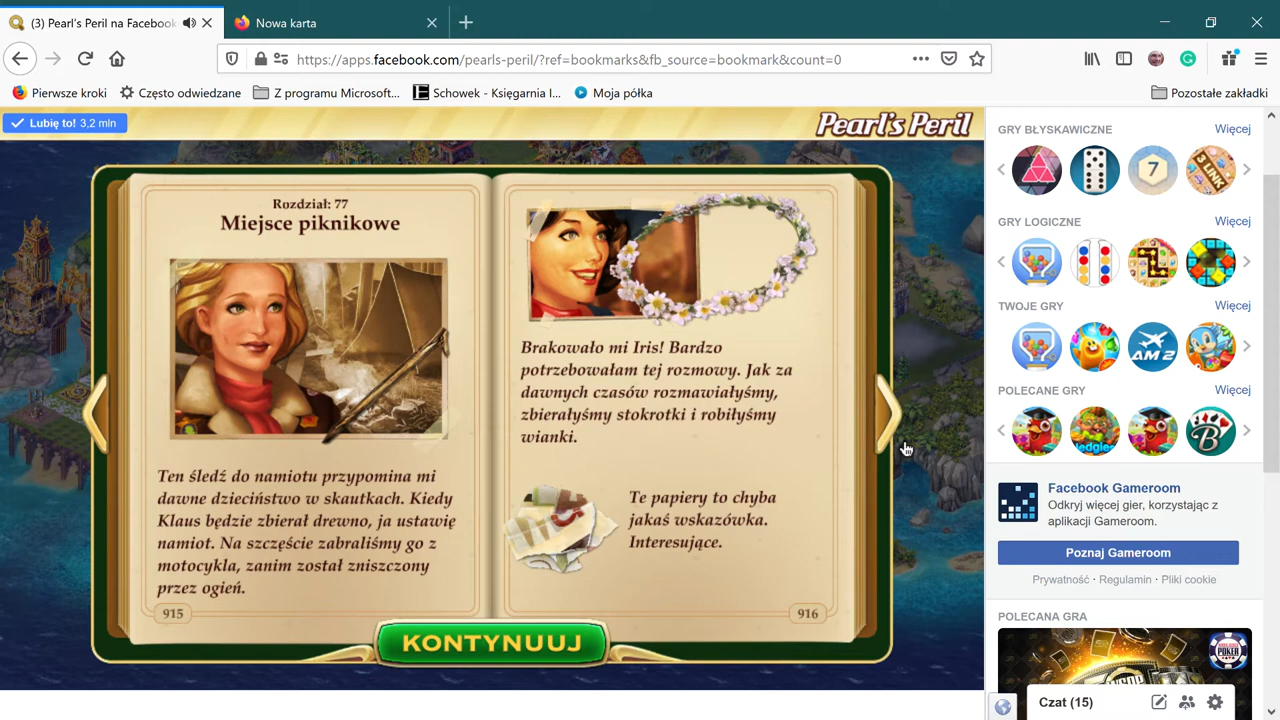 (3) Pearl's Peril na Facebook
Nowa karta
https://apps.facebook.com/pearls-peril/?ref=bookmarks&fb_source=bookmark&count=0
Pierwsze kroki
Często odwiedzane
Z programu Microsoft...
Schowek - Księgarnia I...
Moja półka
Pozostałe zakładki
Lubię to! 3,2 mln
Pearl's Peril
Rozdział: 77
Miejsce piknikowe
Ten śledź do namiotu przypomina mi
dawne dzieciństwo w skautkach. Kiedy
Klaus będzie zbierał drewno, ja ustawię
namiot. Na szczęście zabraliśmy go z
motocykla, zanim został zniszczony
przez ogień.
915
Brakowało mi Iris! Bardzo
potrzebowałam tej rozmowy. Jak za
dawnych czasów rozmawiałyśmy,
zbierałyśmy stokrotki i robiłyśmy
wianki.
Te papiery to chyba
jakaś wskazówka.
Interesujące.
916
KONTYNUUJ
GRY BŁYSKAWICZNE
Więcej
7
3 LINK
GRY LOGICZNE
Więcej
TWOJE GRY
Więcej
AM2
POLECANE GRY
Więcej
B
Facebook Gameroom
Odkryj więcej gier, korzystając z
aplikacji Gameroom.
Poznaj Gameroom
Prywatność · Regulamin · Pliki cookie
POLECANA GRA
POKER
Czat (15)